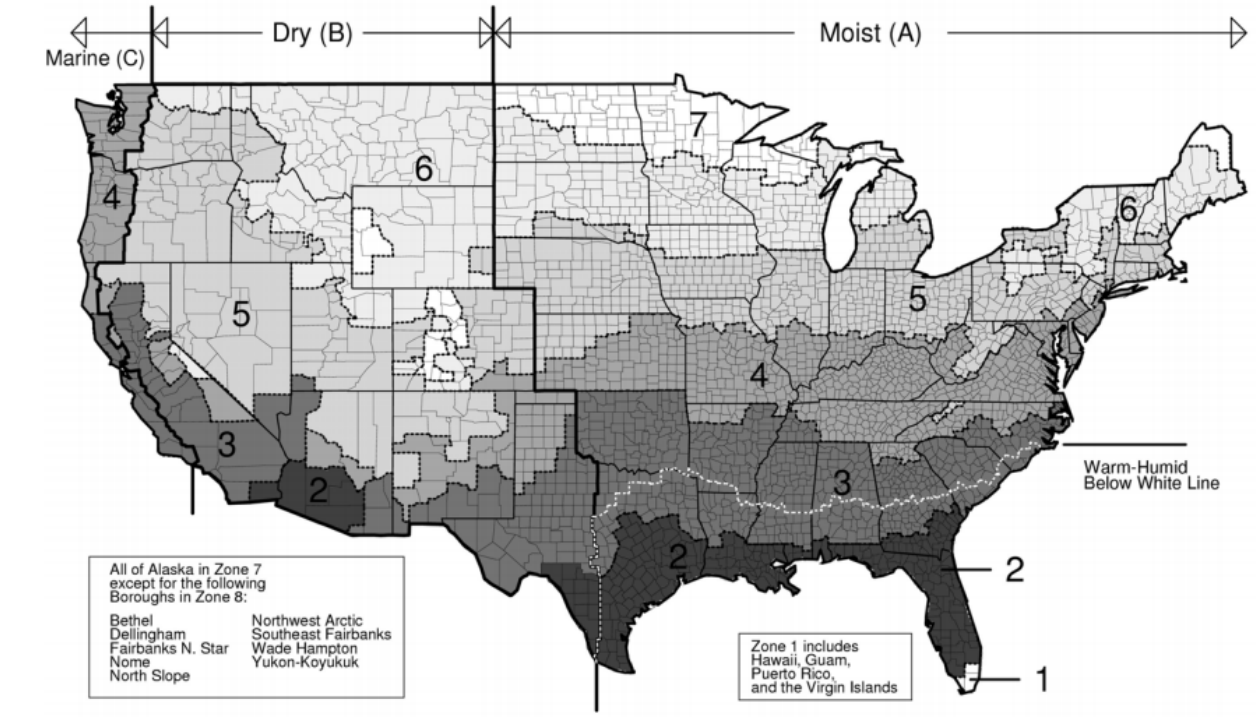 Marine (C)
Dry (B)
Moist (A)
7
6
4
6
5
5
4
3
3
2
2
Warm-Humid
Below White Line
2
1
All of Alaska in Zone 7
except for the following
Boroughs in Zone 8:
Bethel
Dellingham
Fairbanks N. Star
Nome
North Slope
Northwest Arctic
Southeast Fairbanks
Wade Hampton
Yukon-Koyukuk
Zone 1 includes
Hawaii, Guam,
Puerto Rico,
and the Virgin Islands